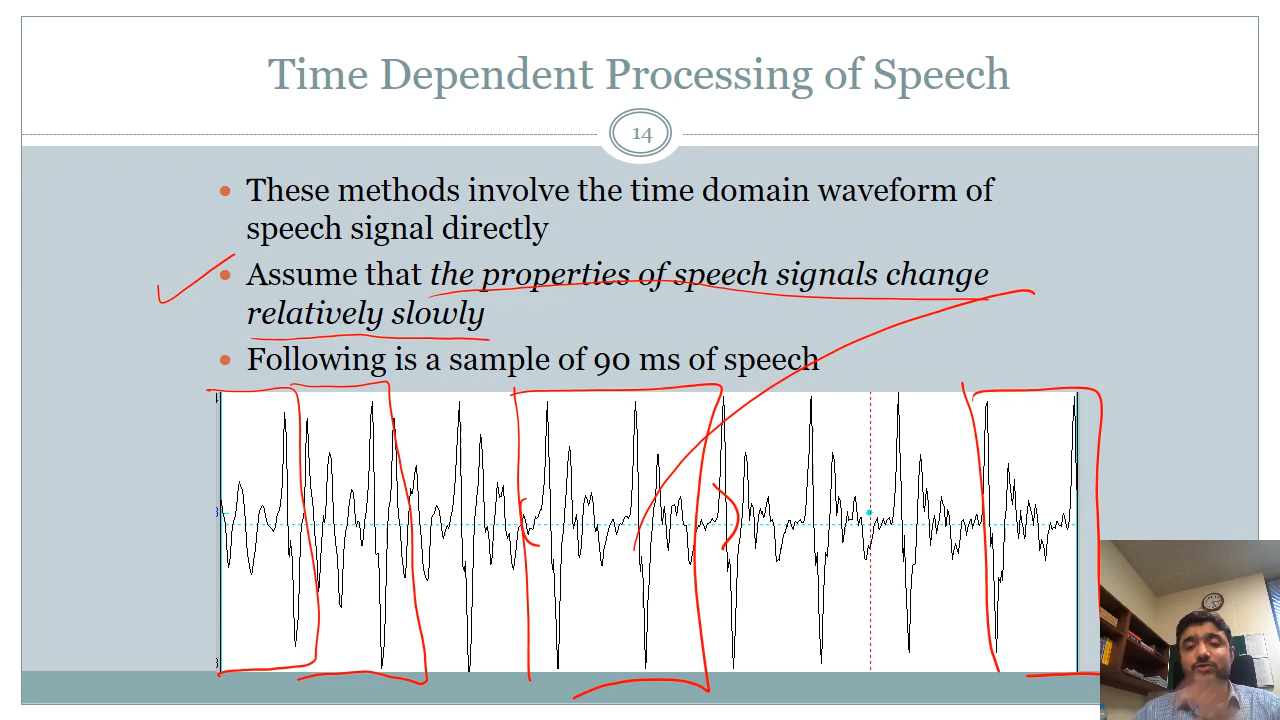 Time Dependent Processing of Speech
14
These methods involve the time domain waveform of
speech signal directly
Assume that the properties of speech signals change
relatively slowly
Following is a sample of 90 ms of speech